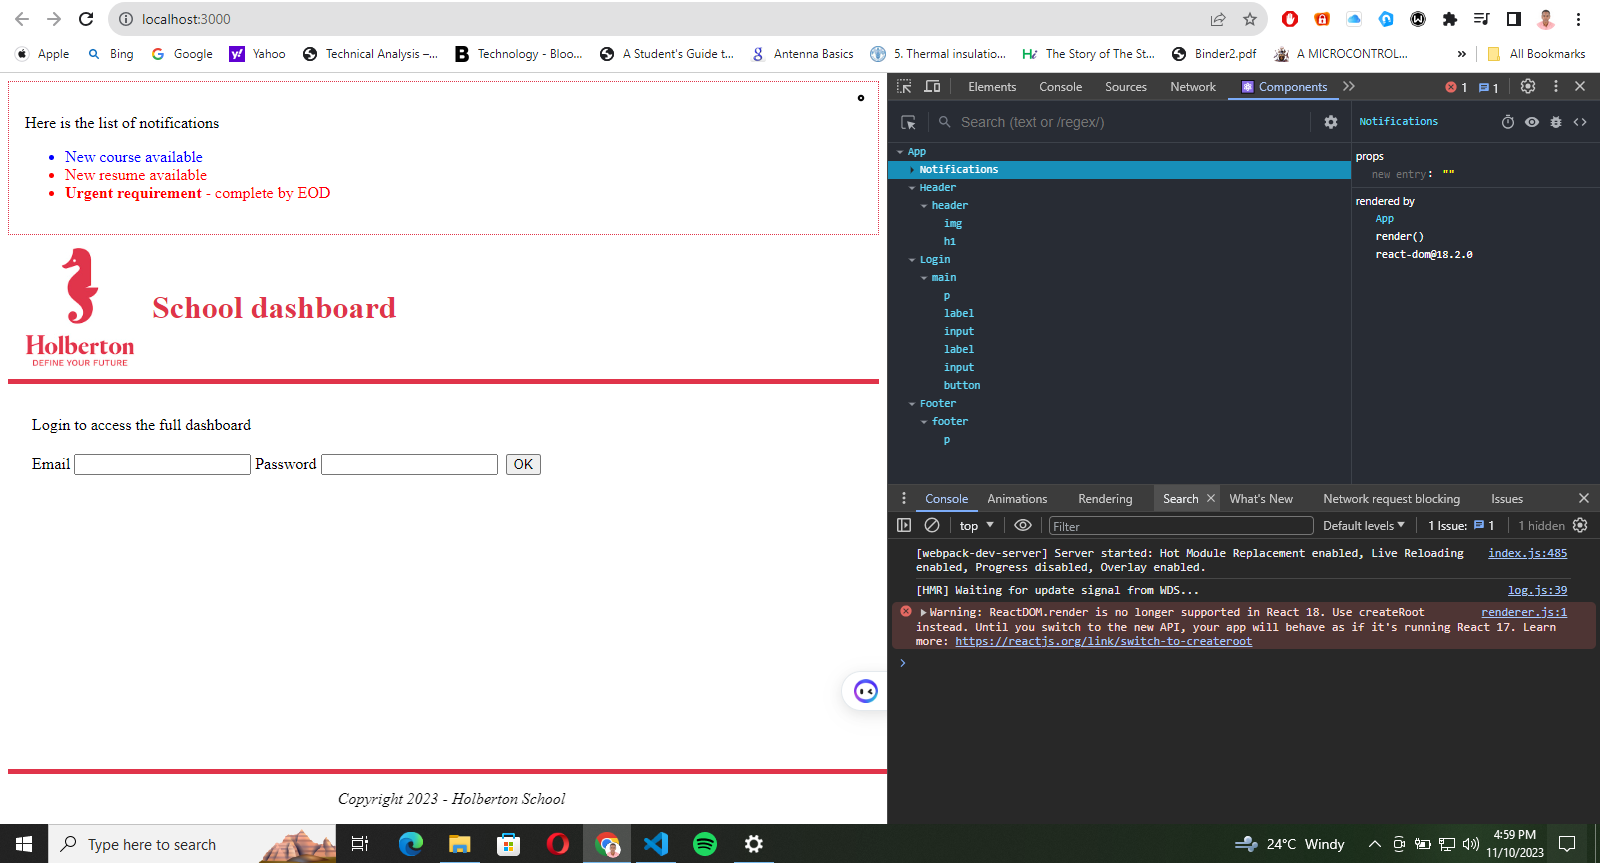 localhost:3000
Apple
Bing
Google
Yahoo
Technical Analysis –...
Technology - Bloo...
A Student's Guide t...
Antenna Basics
5. Thermal insulatio...
The Story of The St...
Binder2.pdf
A MICROCONTROL...
»
All Bookmarks
Here is the list of notifications
New course available
New resume available
Urgent requirement - complete by EOD
Holberton
DEFINE YOUR FUTURE
School dashboard
Login to access the full dashboard
Email
Password
OK
Copyright 2023 - Holberton School
Elements
Console
Sources
Network
Components
1
1
Search (text or /regex/)
App
Notifications
Header
header
img
h1
Login
main
p
label
input
label
input
button
Footer
footer
p
Notifications
props
new entry: ""
rendered by
App
render()
react-dom@18.2.0
Console
Animations
Rendering
Search
What's New
Network request blocking
Issues
top
Filter
Default levels
1 Issue: 1
1 hidden
[webpack-dev-server] Server started: Hot Module Replacement enabled, Live Reloading index.js:485
enabled, Progress disabled, Overlay enabled.
[HMR] Waiting for update signal from WDS... log.js:39
Warning: ReactDOM.render is no longer supported in React 18. Use createRoot renderer.js:1
instead. Until you switch to the new API, your app will behave as if it's running React 17. Learn
more: https://reactjs.org/link/switch-to-createroot
Type here to search
24°C Windy
4:59 PM
11/10/2023